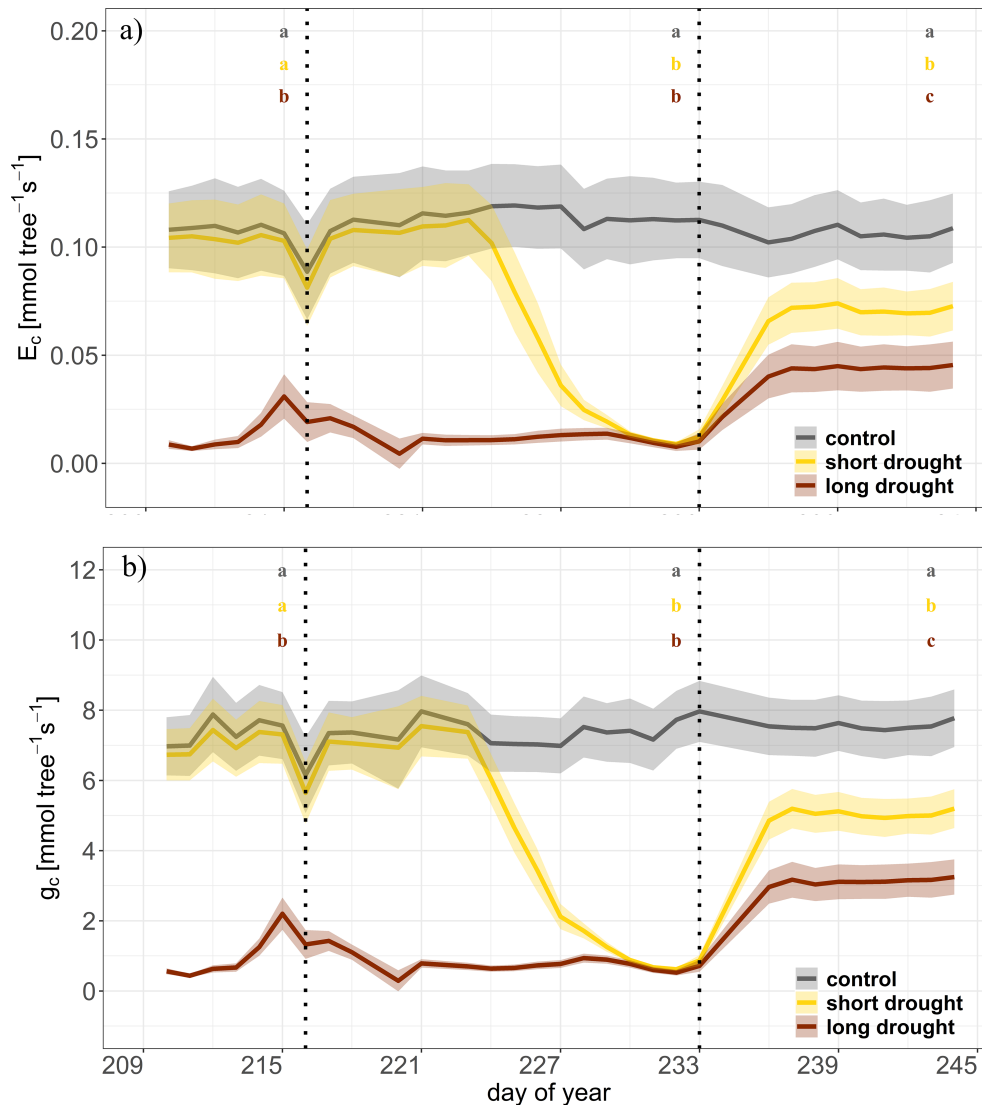 a)
0.20
a
a
a
a
b
b
b
b
c
0.15
E_c [mmol tree⁻¹s⁻¹]
0.10
0.05
0.00
control
short drought
long drought
b)
12
a
a
a
10
a
b
b
b
b
c
g_c [mmol tree⁻¹s⁻¹]
8
6
4
2
0
control
short drought
long drought
209
215
221
227
233
239
245
day of year